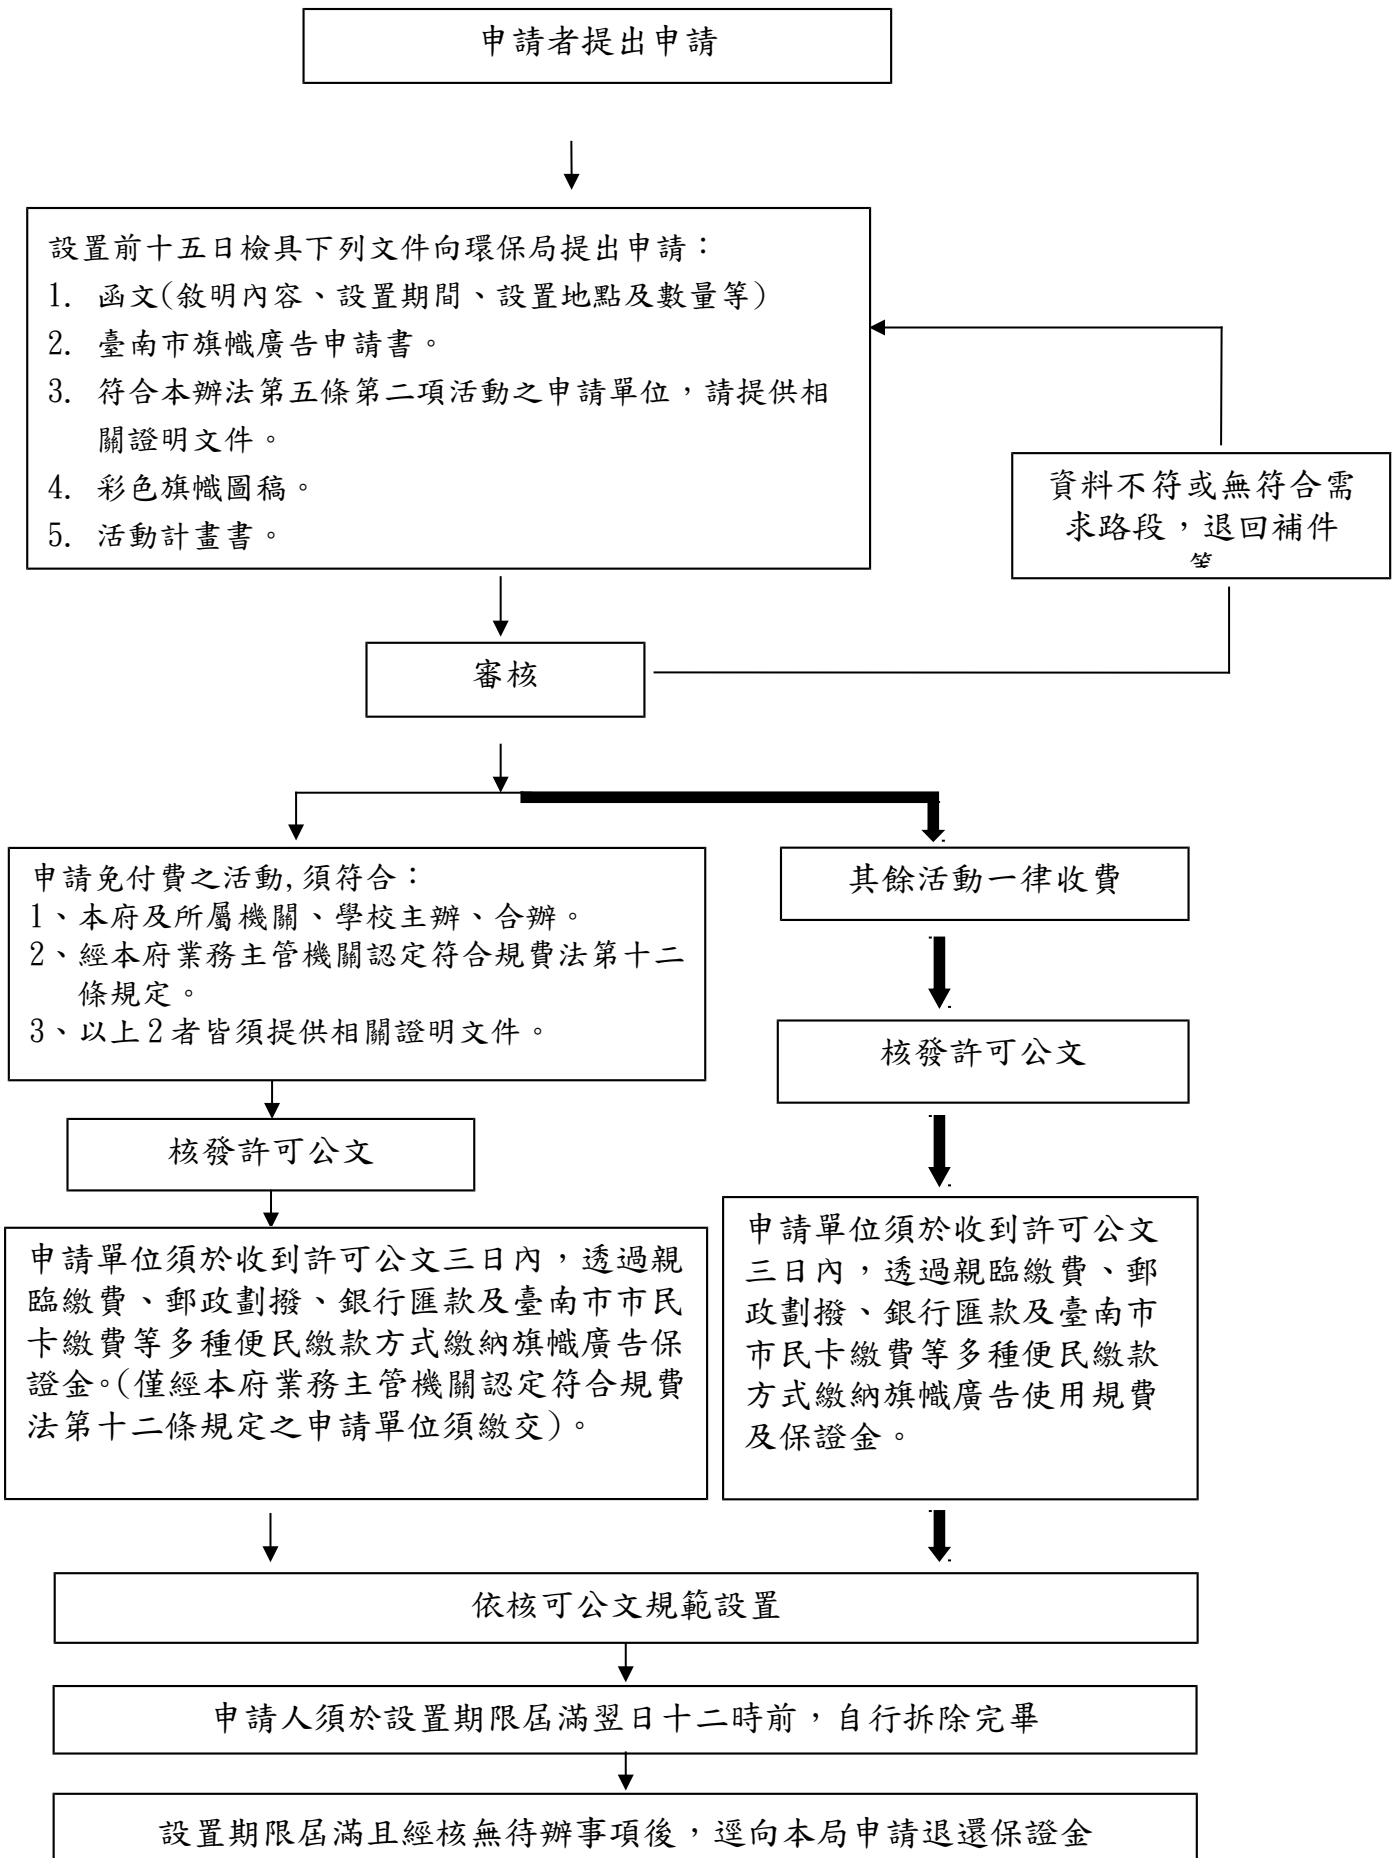 申請者提出申請
設置前十五日檢具下列文件向環保局提出申請：
1. 函文(敘明內容、設置期間、設置地點及數量等)
2. 臺南市旗幟廣告申請書。
3. 符合本辦法第五條第二項活動之申請單位，請提供相
關證明文件。
4. 彩色旗幟圖稿。
5. 活動計畫書。
資料不符或無符合需
求路段，退回補件
等
審核
申請免付費之活動,須符合：
1、本府及所屬機關、學校主辦、合辦。
2、經本府業務主管機關認定符合規費法第十二
條規定。
3、以上2者皆須提供相關證明文件。
其餘活動一律收費
核發許可公文
核發許可公文
申請單位須於收到許可公文三日內，透過親
臨繳費、郵政劃撥、銀行匯款及臺南市市民
卡繳費等多種便民繳款方式繳納旗幟廣告保
證金。(僅經本府業務主管機關認定符合規費
法第十二條規定之申請單位須繳交)。
申請單位須於收到許可公文
三日內，透過親臨繳費、郵
政劃撥、銀行匯款及臺南市
市民卡繳費等多種便民繳款
方式繳納旗幟廣告使用規費
及保證金。
依核可公文規範設置
申請人須於設置期限屆滿翌日十二時前，自行拆除完畢
設置期限屆滿且經核無待辦事項後，逕向本局申請退還保證金